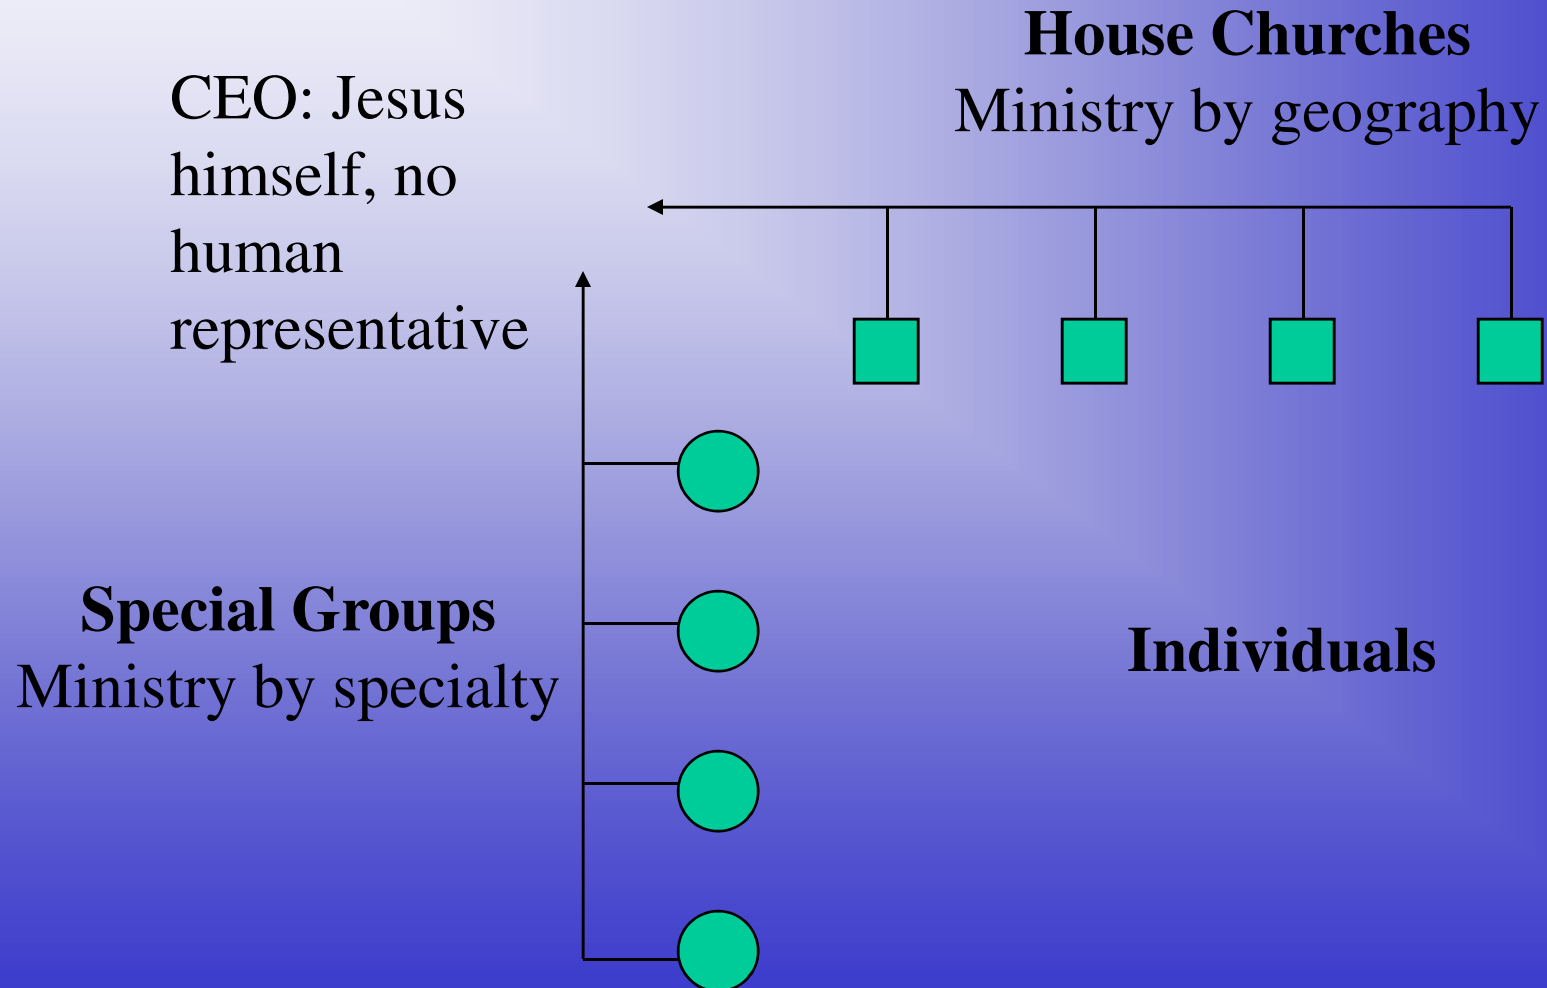 House Churches
Ministry by geography
CEO: Jesus
himself, no
human
representative
Special Groups
Ministry by specialty
Individuals